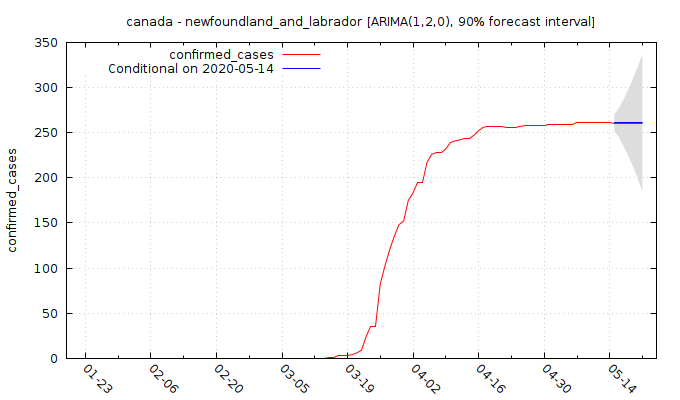 canada - newfoundland_and_labrador [ARIMA(1,2,0), 90% forecast interval]
confirmed_cases
Conditional on 2020-05-14
350
300
250
200
150
100
50
0
confirmed_cases
01-23 02-06 02-20 03-05 03-19 04-02 04-16 04-30 05-14